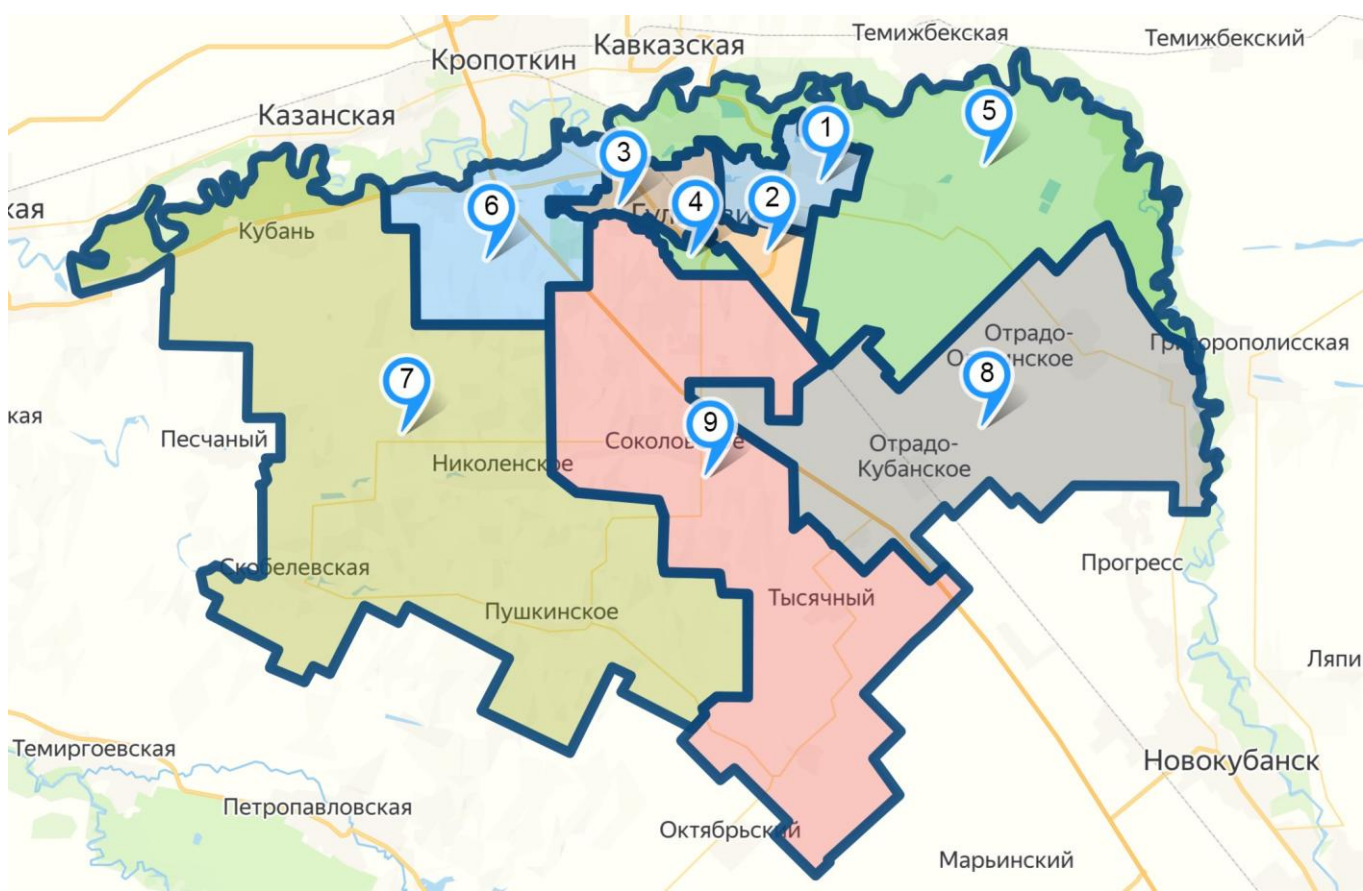 Темижбекская
Темижбекский
Кавказская
Кропоткин
Казанская
5
1
3
2
4
6
Кубань
кая
Отрадо-
Григорополисская
8
7
9
кая
Песчаный
Николенское
Отрадо-
Кубанское
Скобелевская
Прогресс
Пушкинское
Тысячный
Ляпи
Темиргоевская
Новокубанск
Петропавловская
Октябрьский
Марьинский